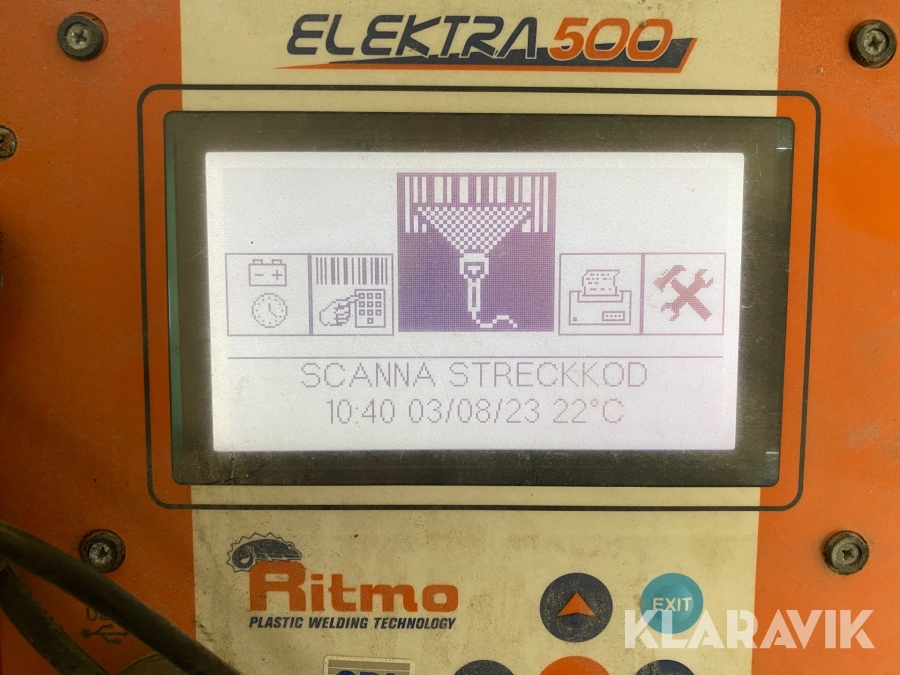 ELEKTRA 500
SCANNA STRECKKOD
10:40 03/08/23 22°C
Ritmo
PLASTIC WELDING TECHNOLOGY
EXIT
KLARAVIK